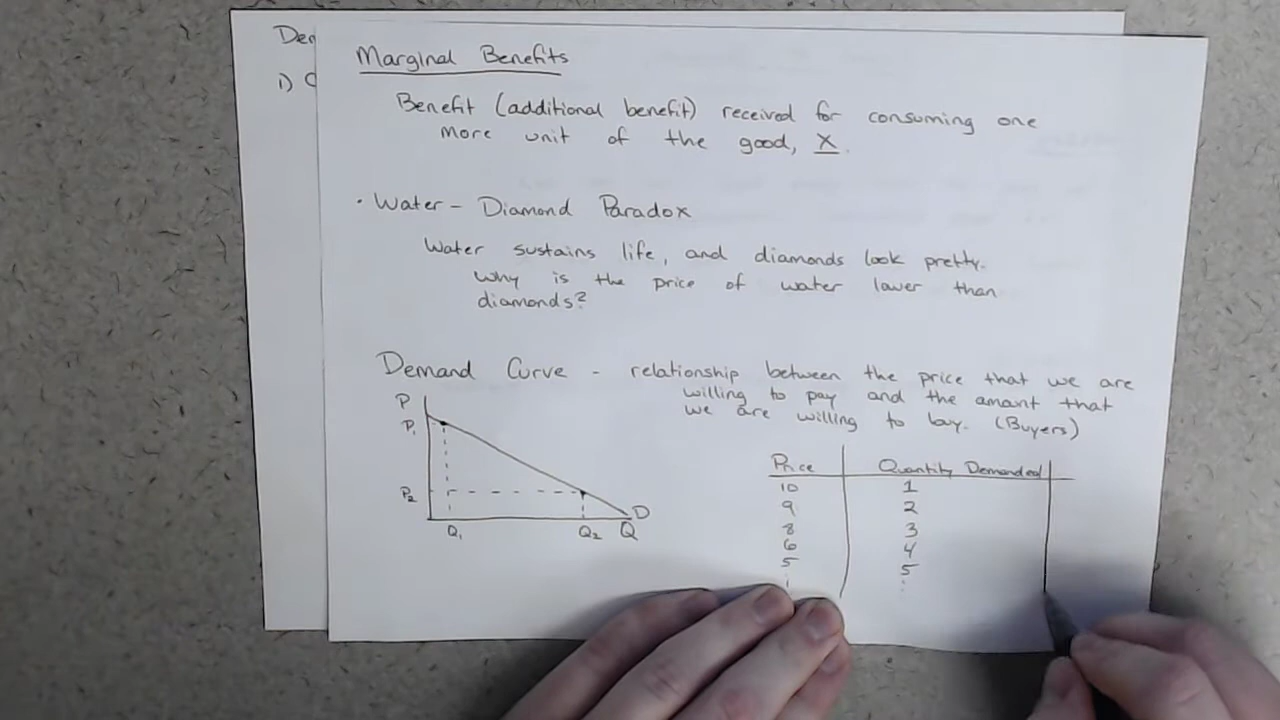 Marginal Benefits
Benefit (additional benefit) received for consuming one
more unit of the good, X.
• Water - Diamond Paradox
Water sustains life, and diamonds look pretty.
Why is the price of water lower than
diamonds?
Demand Curve - relationship between the price that we are
willing to pay and the amant that
we are willing to buy. (Buyers)
P
P1
P2
Q1 Q2 Q
D
Price Quantity Demanded
10 1
9 2
8 3
6 4
5 5
Den
1) C